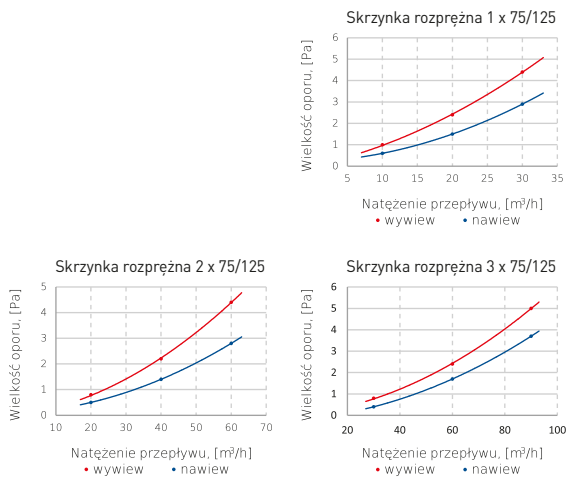 Skrzynka rozprężna 1 x 75/125
Wielkość oporu, [Pa]
6
5
4
3
2
1
0
5 10 15 20 25 30 35
Natężenie przepływu, [m³/h]
• wywiew • nawiew
Skrzynka rozprężna 2 x 75/125
Wielkość oporu, [Pa]
5
4
3
2
1
0
10 20 30 40 50 60 70
Natężenie przepływu, [m³/h]
• wywiew • nawiew
Skrzynka rozprężna 3 x 75/125
Wielkość oporu, [Pa]
6
5
4
3
2
1
0
20 40 60 80 100
Natężenie przepływu, [m³/h]
• wywiew • nawiew